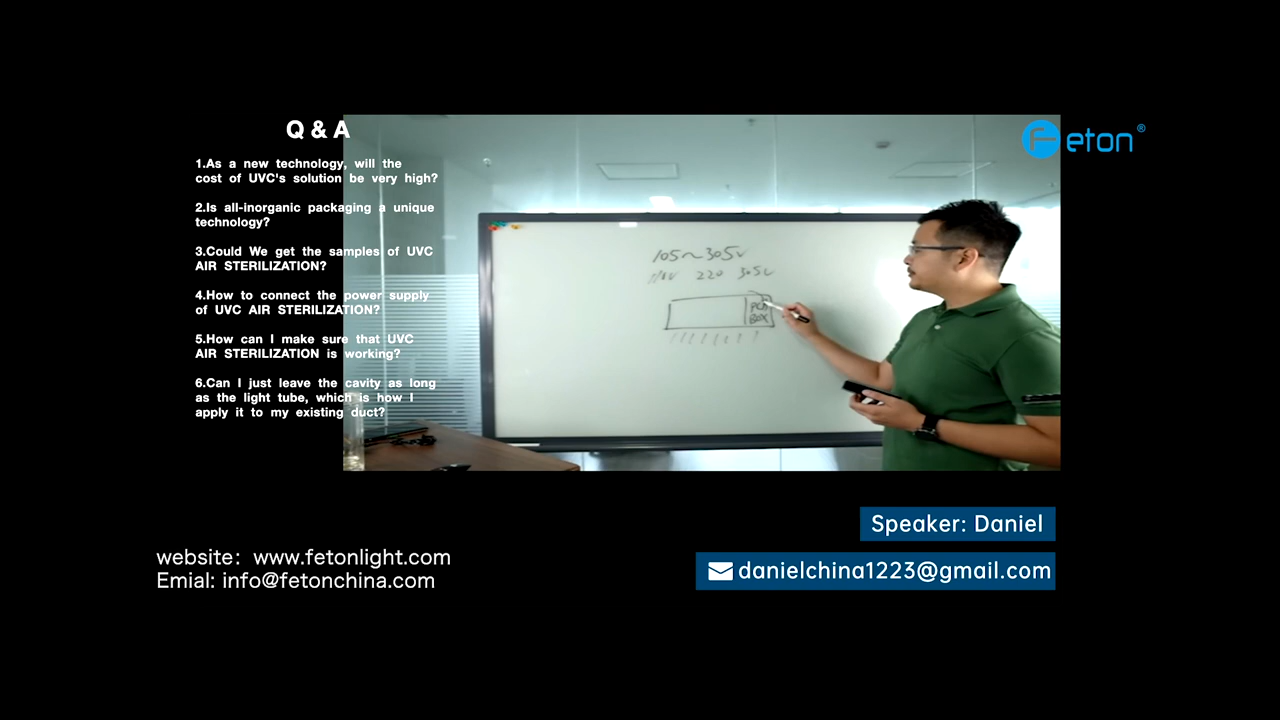 Q & A
1.As a new technology, will the
cost of UVC's solution be very high?
2.Is all-inorganic packaging a unique
technology?
3.Could We get the samples of UVC
AIR STERILIZATION?
4.How to connect the power supply
of UVC AIR STERILIZATION?
5.How can I make sure that UVC
AIR STERILIZATION is working?
6.Can I just leave the cavity as long
as the light tube, which is how I
apply it to my existing duct?
Feton®
105~305V
220 305V
BOX
Speaker: Daniel
danielchina1223@gmail.com
website: www.fetonlight.com
Emial: info@fetonchina.com